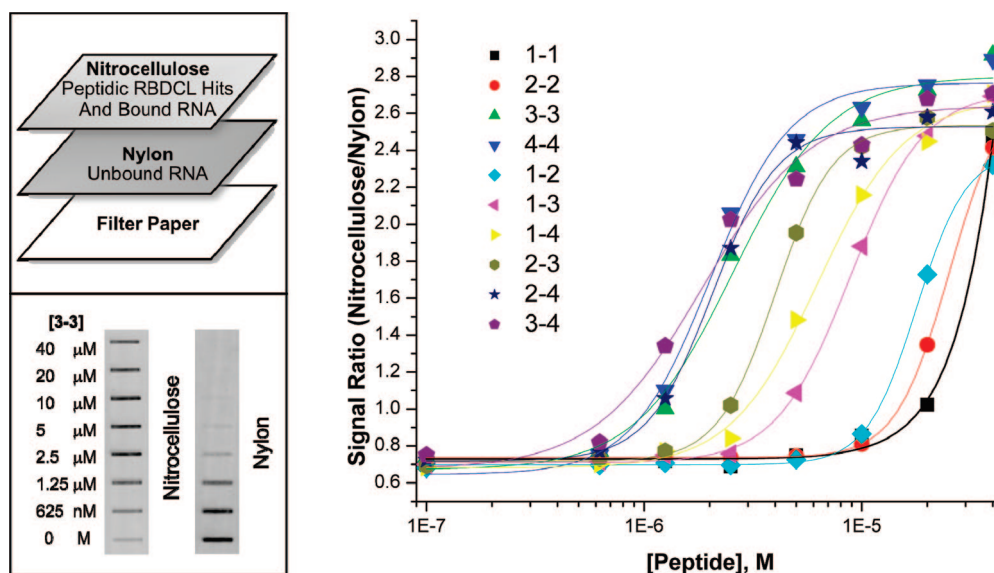 Nitrocellulose
Peptidic RBDCL Hits
And Bound RNA
Nylon
Unbound RNA
Filter Paper
[3-3]
40 μM
20 μM
10 μM
5 μM
2.5 μM
1.25 μM
625 nM
0 M
Nitrocellulose
Nylon
Signal Ratio (Nitrocellulose/Nylon)
3.0
2.8
2.6
2.4
2.2
2.0
1.8
1.6
1.4
1.2
1.0
0.8
0.6
1-1
2-2
3-3
4-4
1-2
1-3
1-4
2-3
2-4
3-4
1E-7
1E-6
1E-5
[Peptide], M